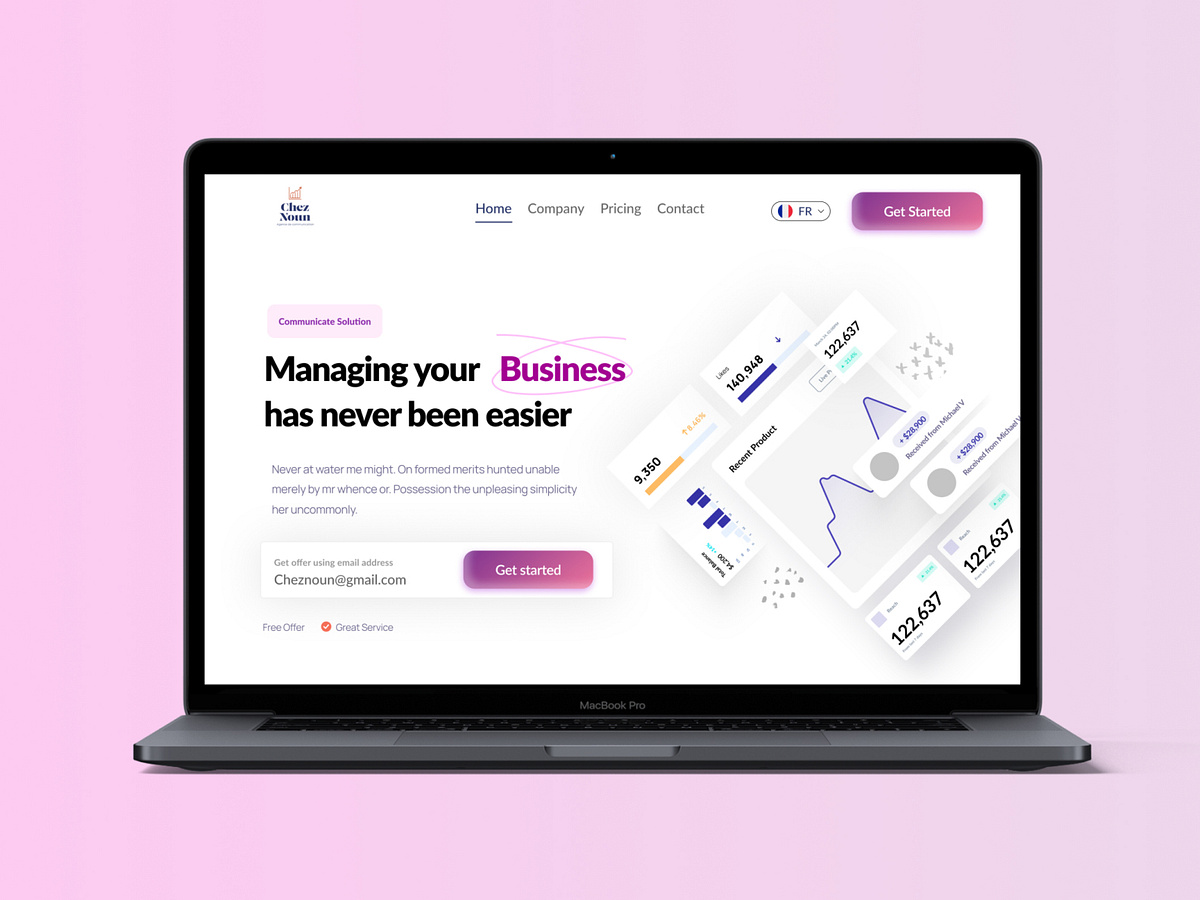 Chez
Noun
Home
Company
Pricing
Contact
FR
Get Started
Communicate Solution
Managing your Business
has never been easier
Never at water me might. On formed merits hunted unable
merely by mr whence or. Possession the unpleasing simplicity
her uncommonly.
Get offer using email address
Cheznoun@gmail.com
Get started
Free Offer
Great Service
Likes
140,948
122,637
23.4%
Live Pr
8.46%
9,350
Recent Product
+ $28,900
Received from Michael V
+ $28,900
Received from Michael V
Total Balance
$4,200
Reach
122,637
Reach
122,637
MacBook Pro